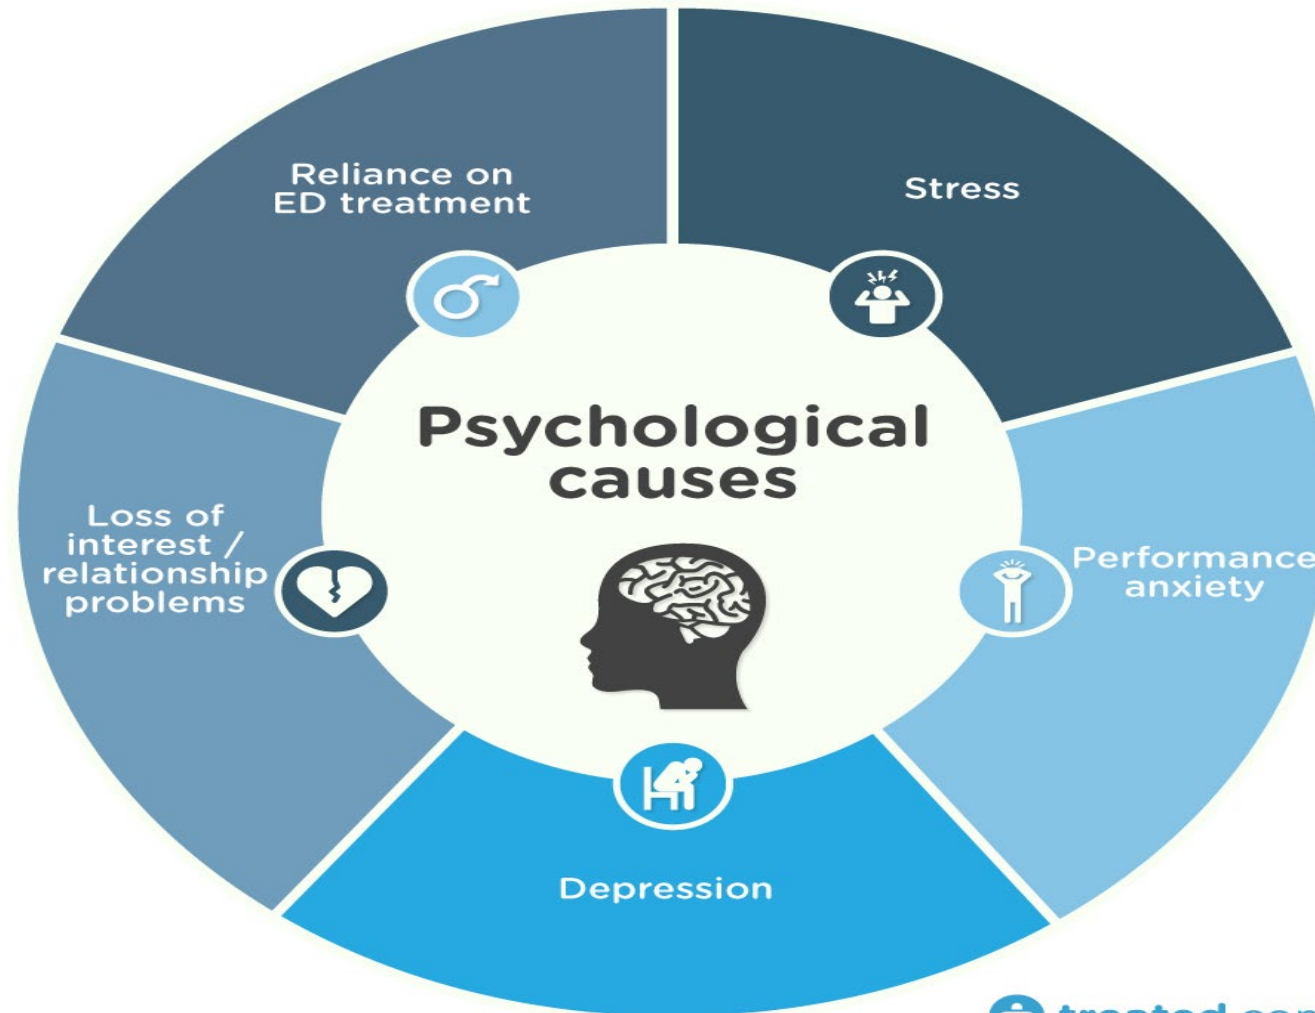 Reliance on
ED treatment
Stress
Psychological
causes
Loss of
interest /
relationship
problems
Performance
anxiety
Depression